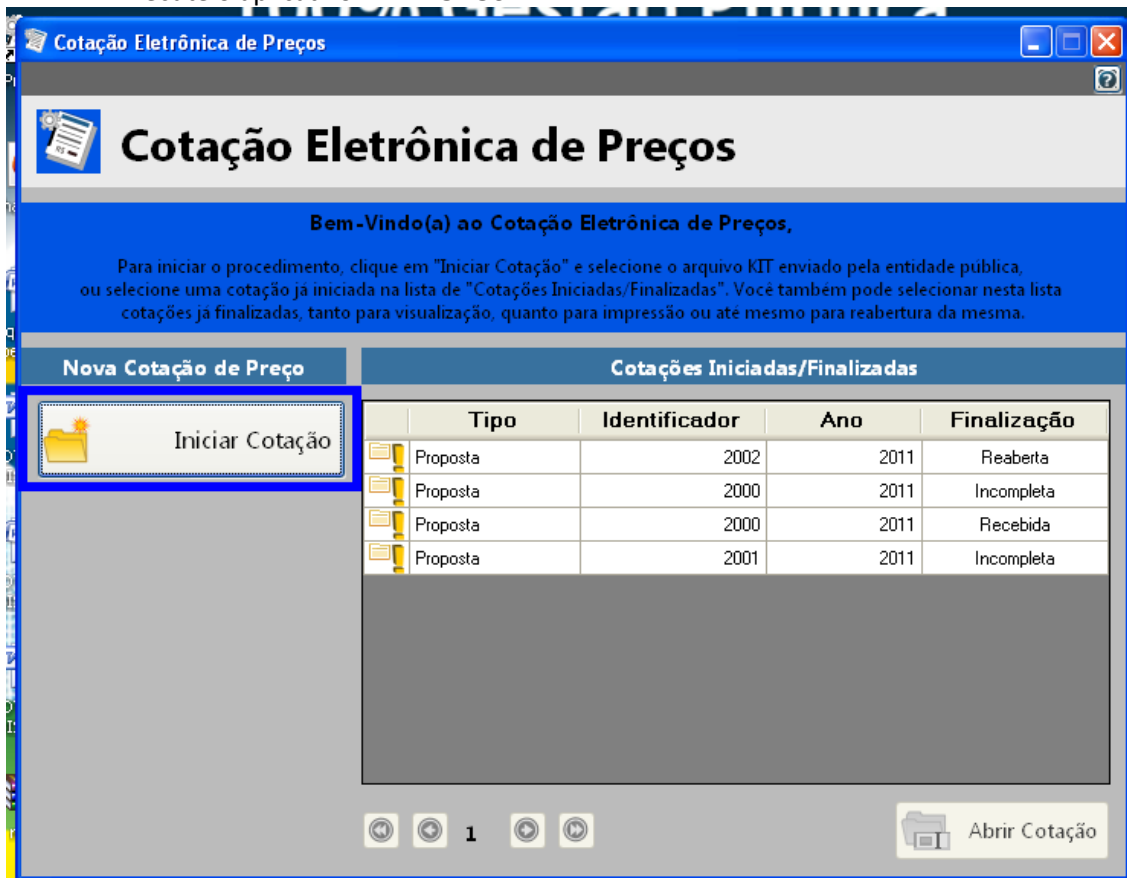 Cotação Eletrônica de Preços
Cotação Eletrônica de Preços
Bem-Vindo(a) ao Cotação Eletrônica de Preços,
Para iniciar o procedimento, clique em "Iniciar Cotação" e selecione o arquivo KIT enviado pela entidade pública,
ou selecione uma cotação já iniciada na lista de "Cotações Iniciadas/Finalizadas". Você também pode selecionar nesta lista
cotações já finalizadas, tanto para visualização, quanto para impressão ou até mesmo para reabertura da mesma.
Nova Cotação de Preço
Cotações Iniciadas/Finalizadas
Iniciar Cotação
Tipo Identificador Ano Finalização
Proposta 2002 2011 Reaberta
Proposta 2000 2011 Incompleta
Proposta 2000 2011 Recebida
Proposta 2001 2011 Incompleta
1
Abrir Cotação